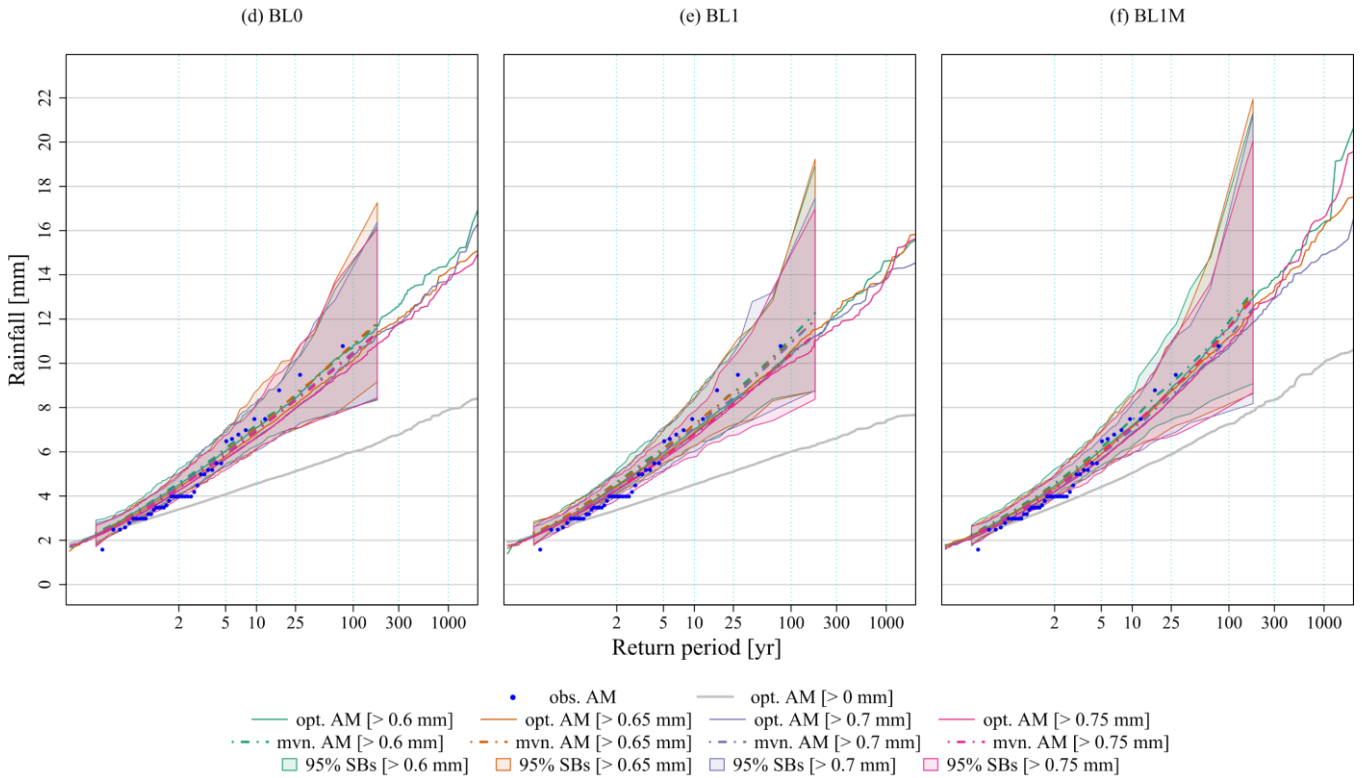 (d) BL0 (e) BL1 (f) BL1M
22
20
18
16
14
12
10
8
6
4
2
0
Rainfall [mm]
2 5 10 25 100 300 1000 2 5 10 25 100 300 1000 2 5 10 25 100 300 1000
Return period [yr]
obs. AM opt. AM [> 0 mm]
opt. AM [> 0.6 mm] opt. AM [> 0.65 mm] opt. AM [> 0.7 mm] opt. AM [> 0.75 mm]
mvn. AM [> 0.6 mm] mvn. AM [> 0.65 mm] mvn. AM [> 0.7 mm] mvn. AM [> 0.75 mm]
95% SBs [> 0.6 mm] 95% SBs [> 0.65 mm] 95% SBs [> 0.7 mm] 95% SBs [> 0.75 mm]